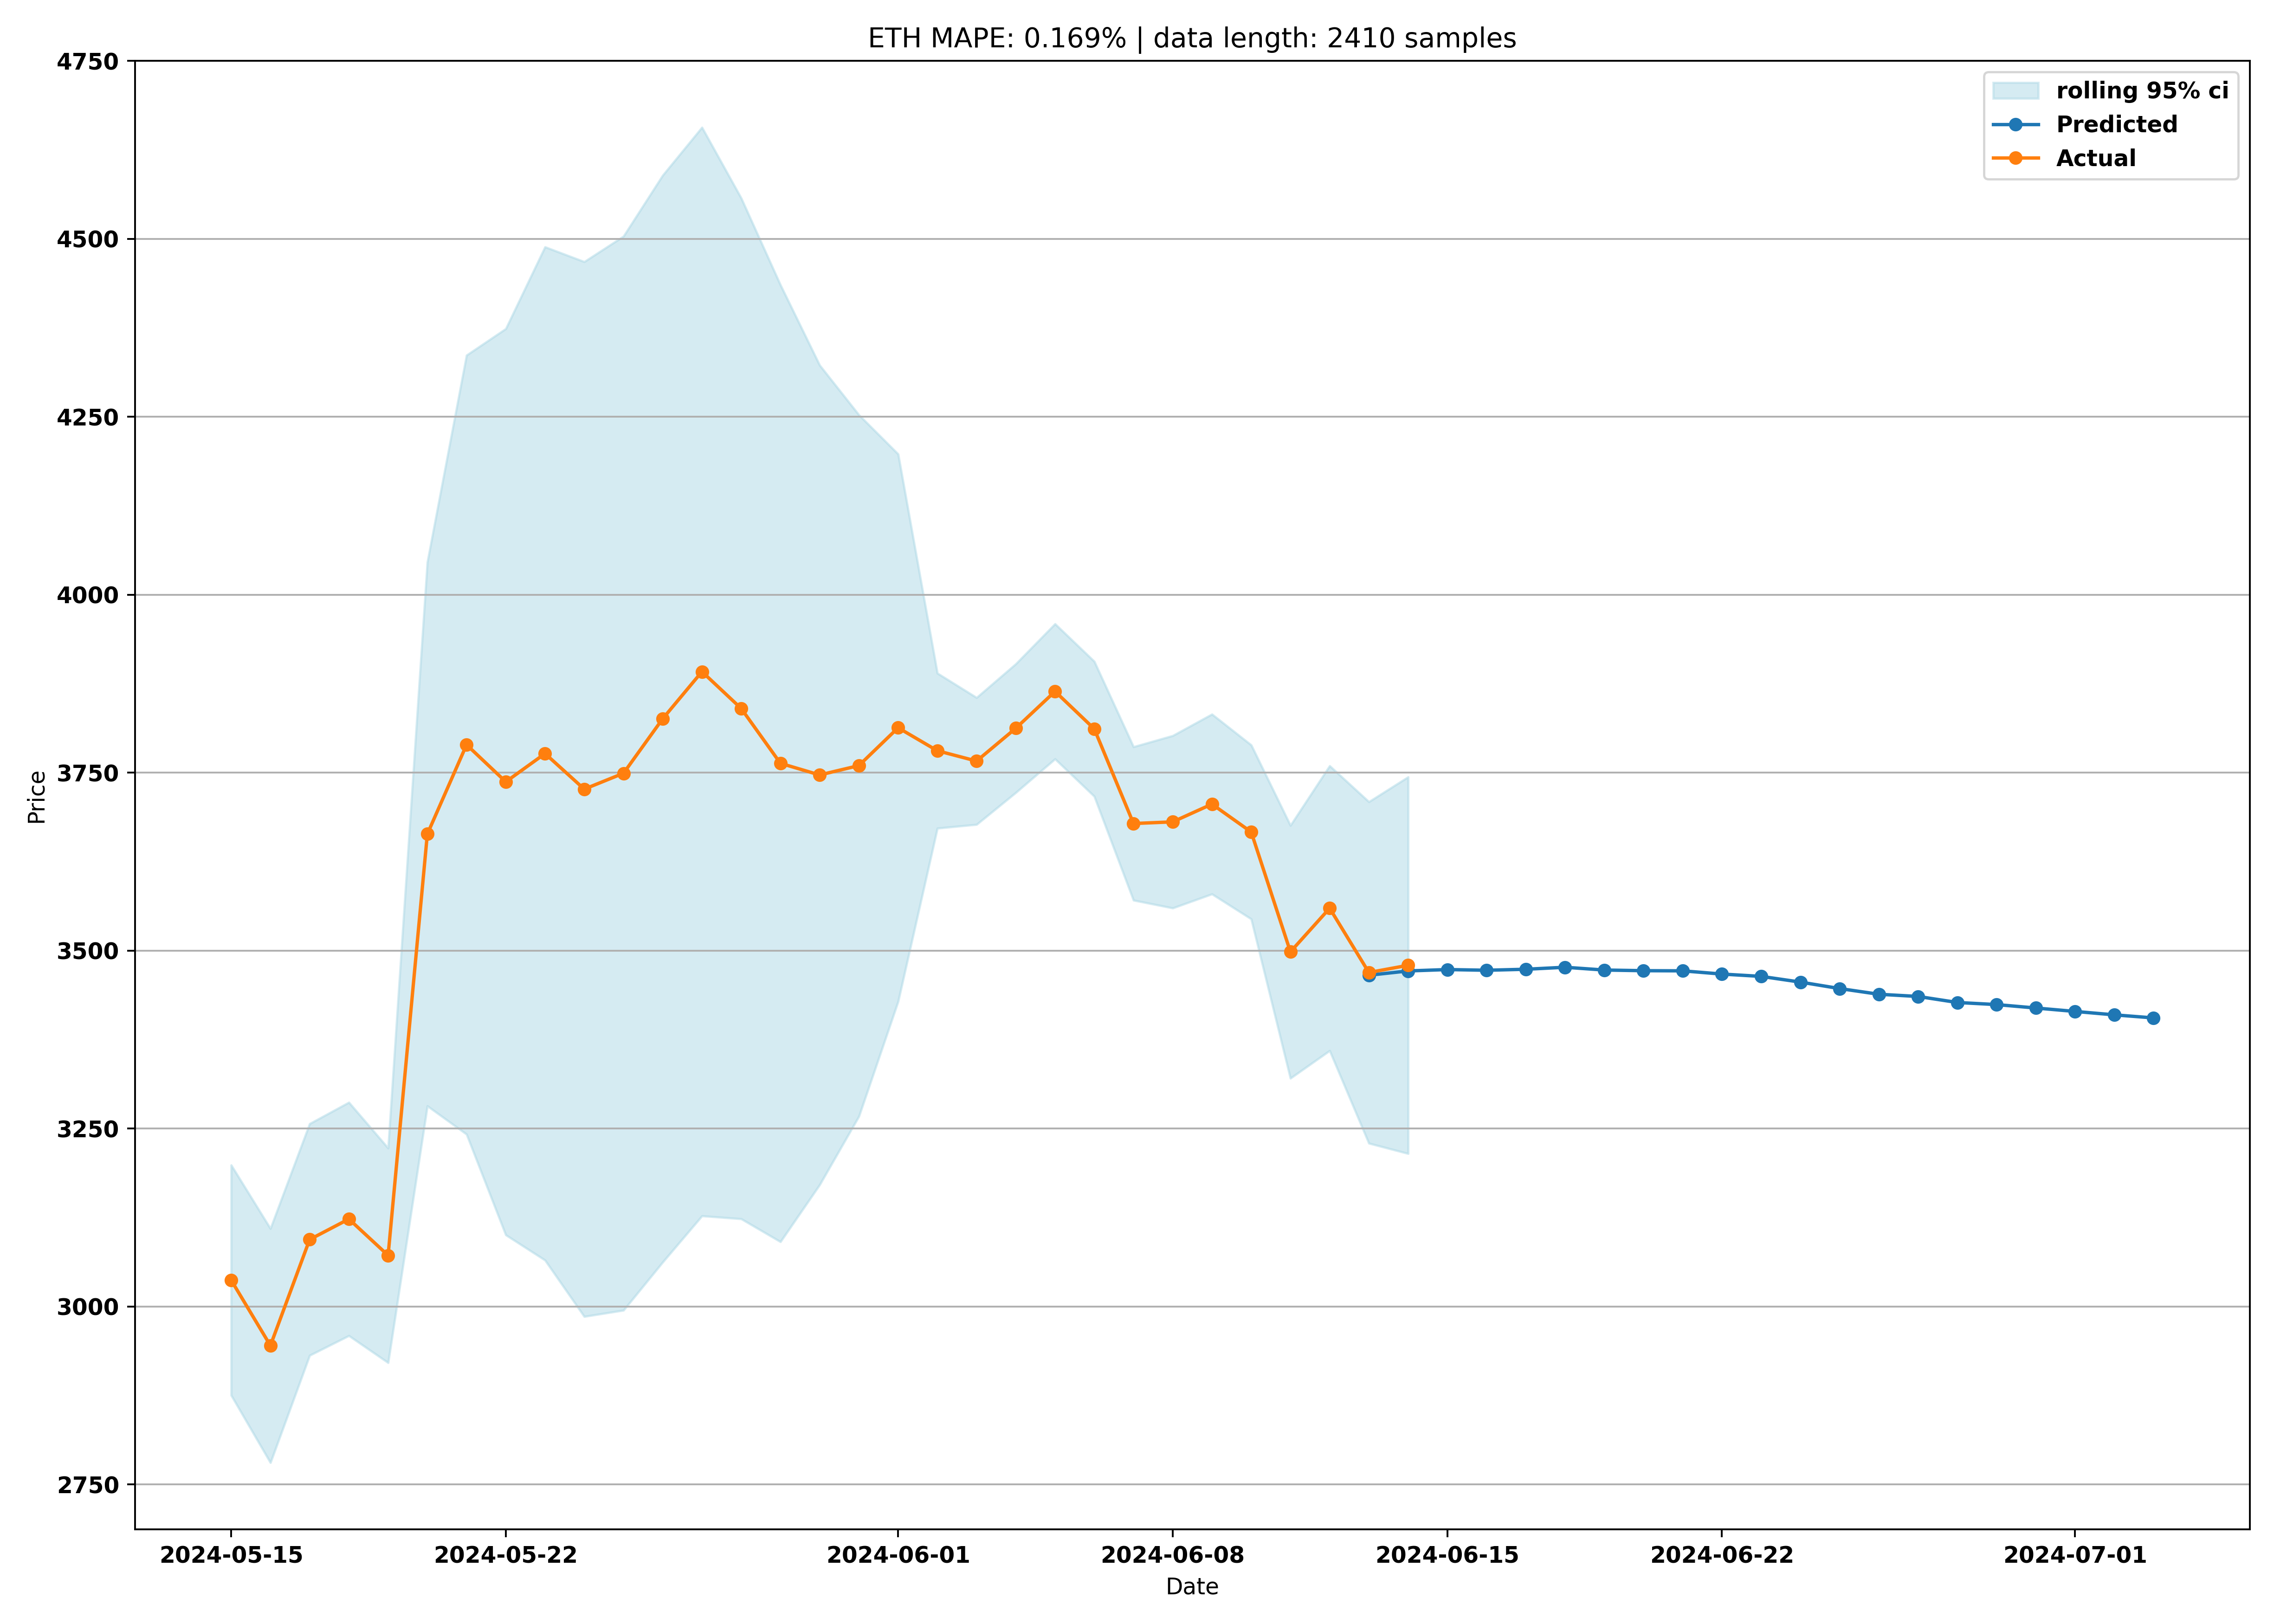 ETH MAPE: 0.169% | data length: 2410 samples
rolling 95% ci
Predicted
Actual
4750
4500
4250
4000
3750
3500
3250
3000
2750
Price
2024-05-15 2024-05-22 2024-06-01 2024-06-08 2024-06-15 2024-06-22 2024-07-01
Date